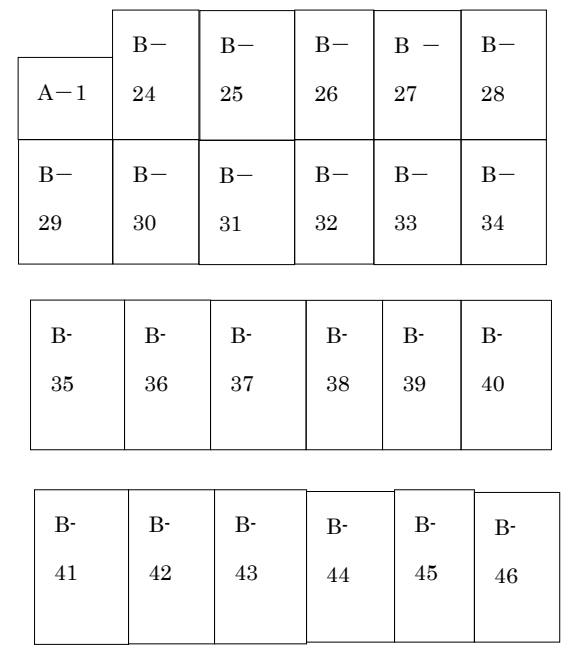 B－ B－ B－ B － B－
A－1 24 25 26 27 28
B－ B－ B－ B－ B－ B－
29 30 31 32 33 34
B- B- B- B- B- B-
35 36 37 38 39 40
B- B- B- B- B- B-
41 42 43 44 45 46